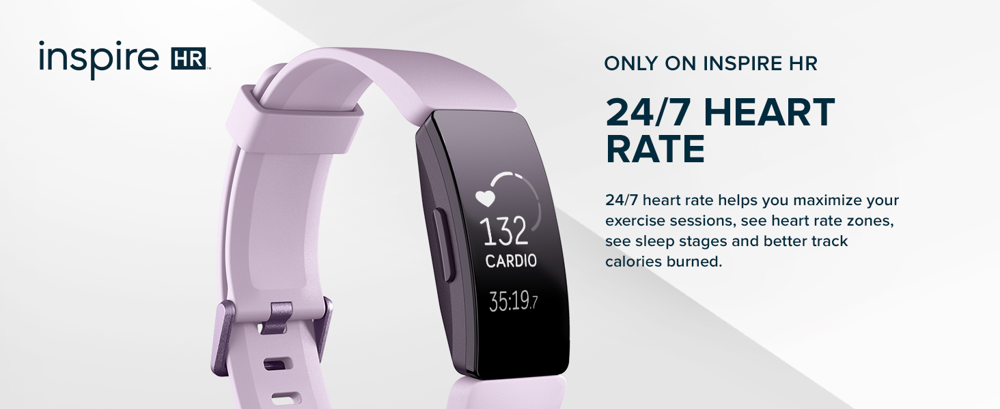 inspire HR™
ONLY ON INSPIRE HR
24/7 HEART
RATE
24/7 heart rate helps you maximize your
exercise sessions, see heart rate zones,
see sleep stages and better track
calories burned.
132
CARDIO
35:19.7